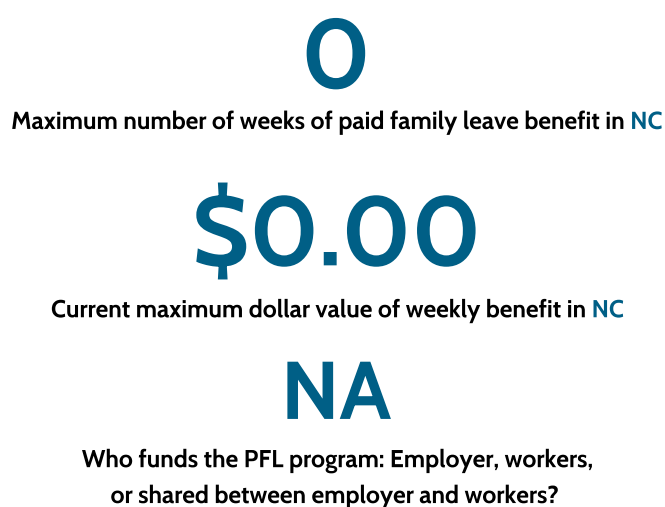 0
Maximum number of weeks of paid family leave benefit in NC
$0.00
Current maximum dollar value of weekly benefit in NC
NA
Who funds the PFL program: Employer, workers,
or shared between employer and workers?